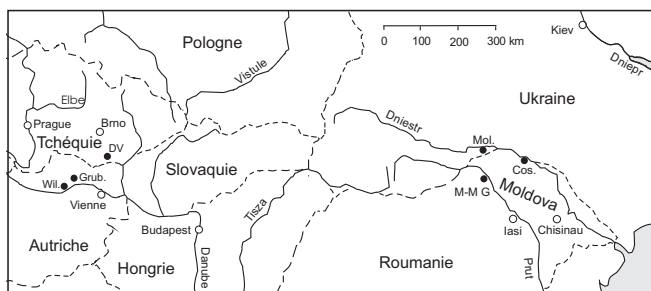 Pologne
Kiev
0 100 200 300 km
Dniepr
Vistule
Elbe
Ukraine
Prague
Brno
Dniestr
Tchéquie
DV
Mol.
Slovaquie
Cos.
Grub.
Wil.
M-M G
Moldova
Vienne
Tisza
Iasi
Chisinau
Budapest
Autriche
Danube
Roumanie
Prut
Hongrie